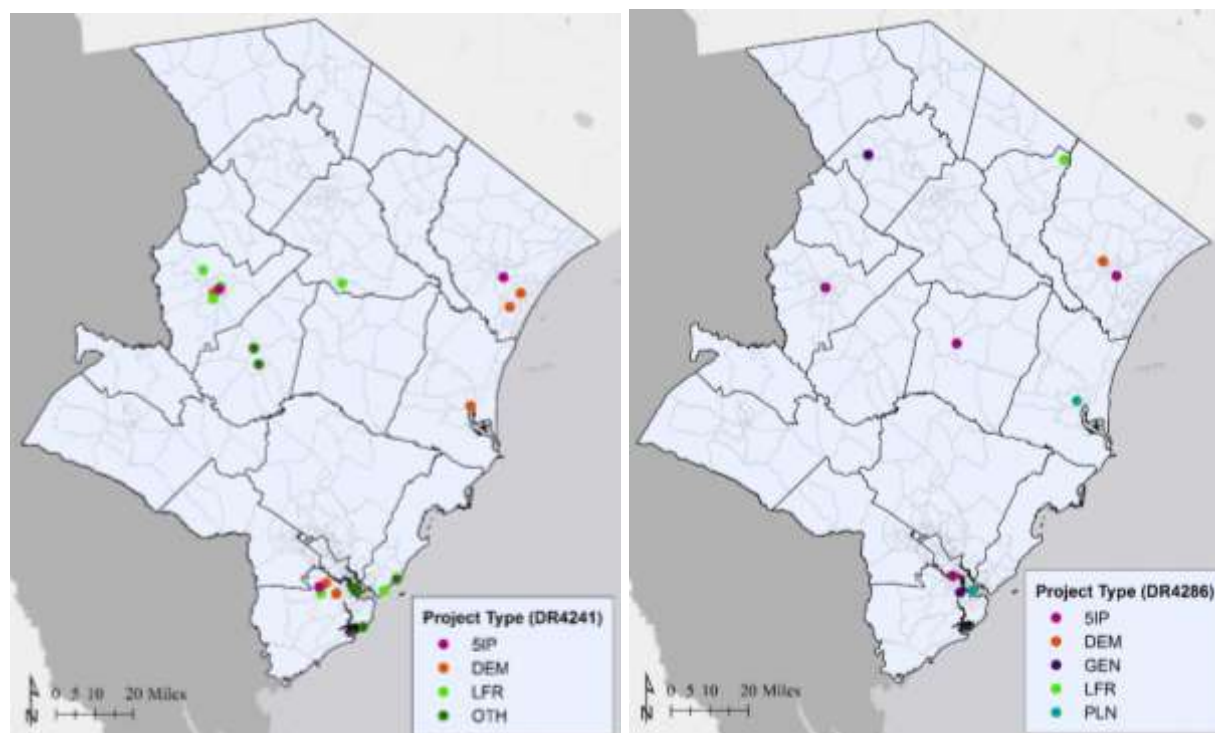 Project Type (DR4241)
5IP
DEM
LFR
OTH
0 5 10 20 Miles
N
Project Type (DR4286)
5IP
DEM
GEN
LFR
PLN
0 5 10 20 Miles
N